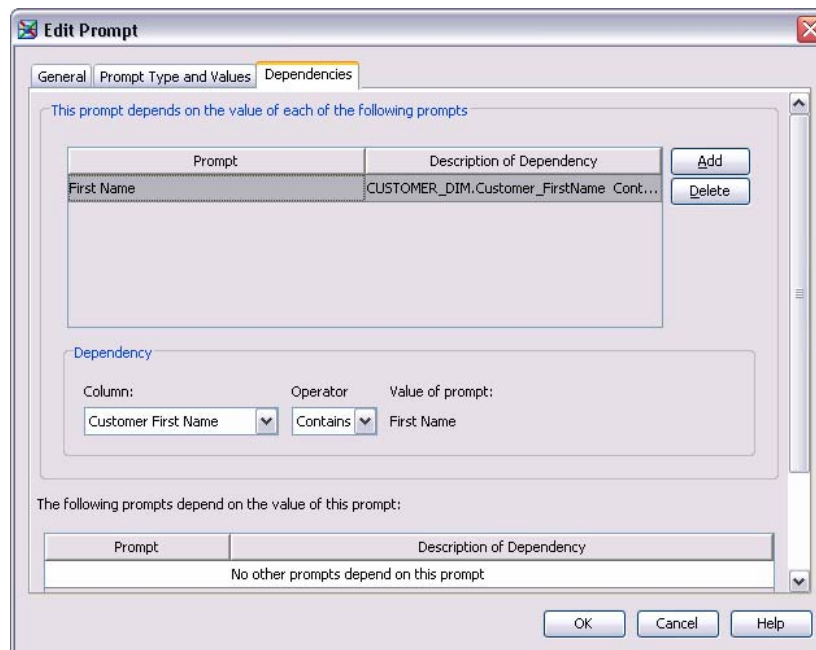 Edit Prompt
General Prompt Type and Values Dependencies
This prompt depends on the value of each of the following prompts
Prompt Description of Dependency
First Name CUSTOMER_DIM.Customer_FirstName Cont...
Add
Delete
Dependency
Column: Operator Value of prompt:
Customer First Name Contains First Name
The following prompts depend on the value of this prompt:
Prompt Description of Dependency
No other prompts depend on this prompt
OK Cancel Help